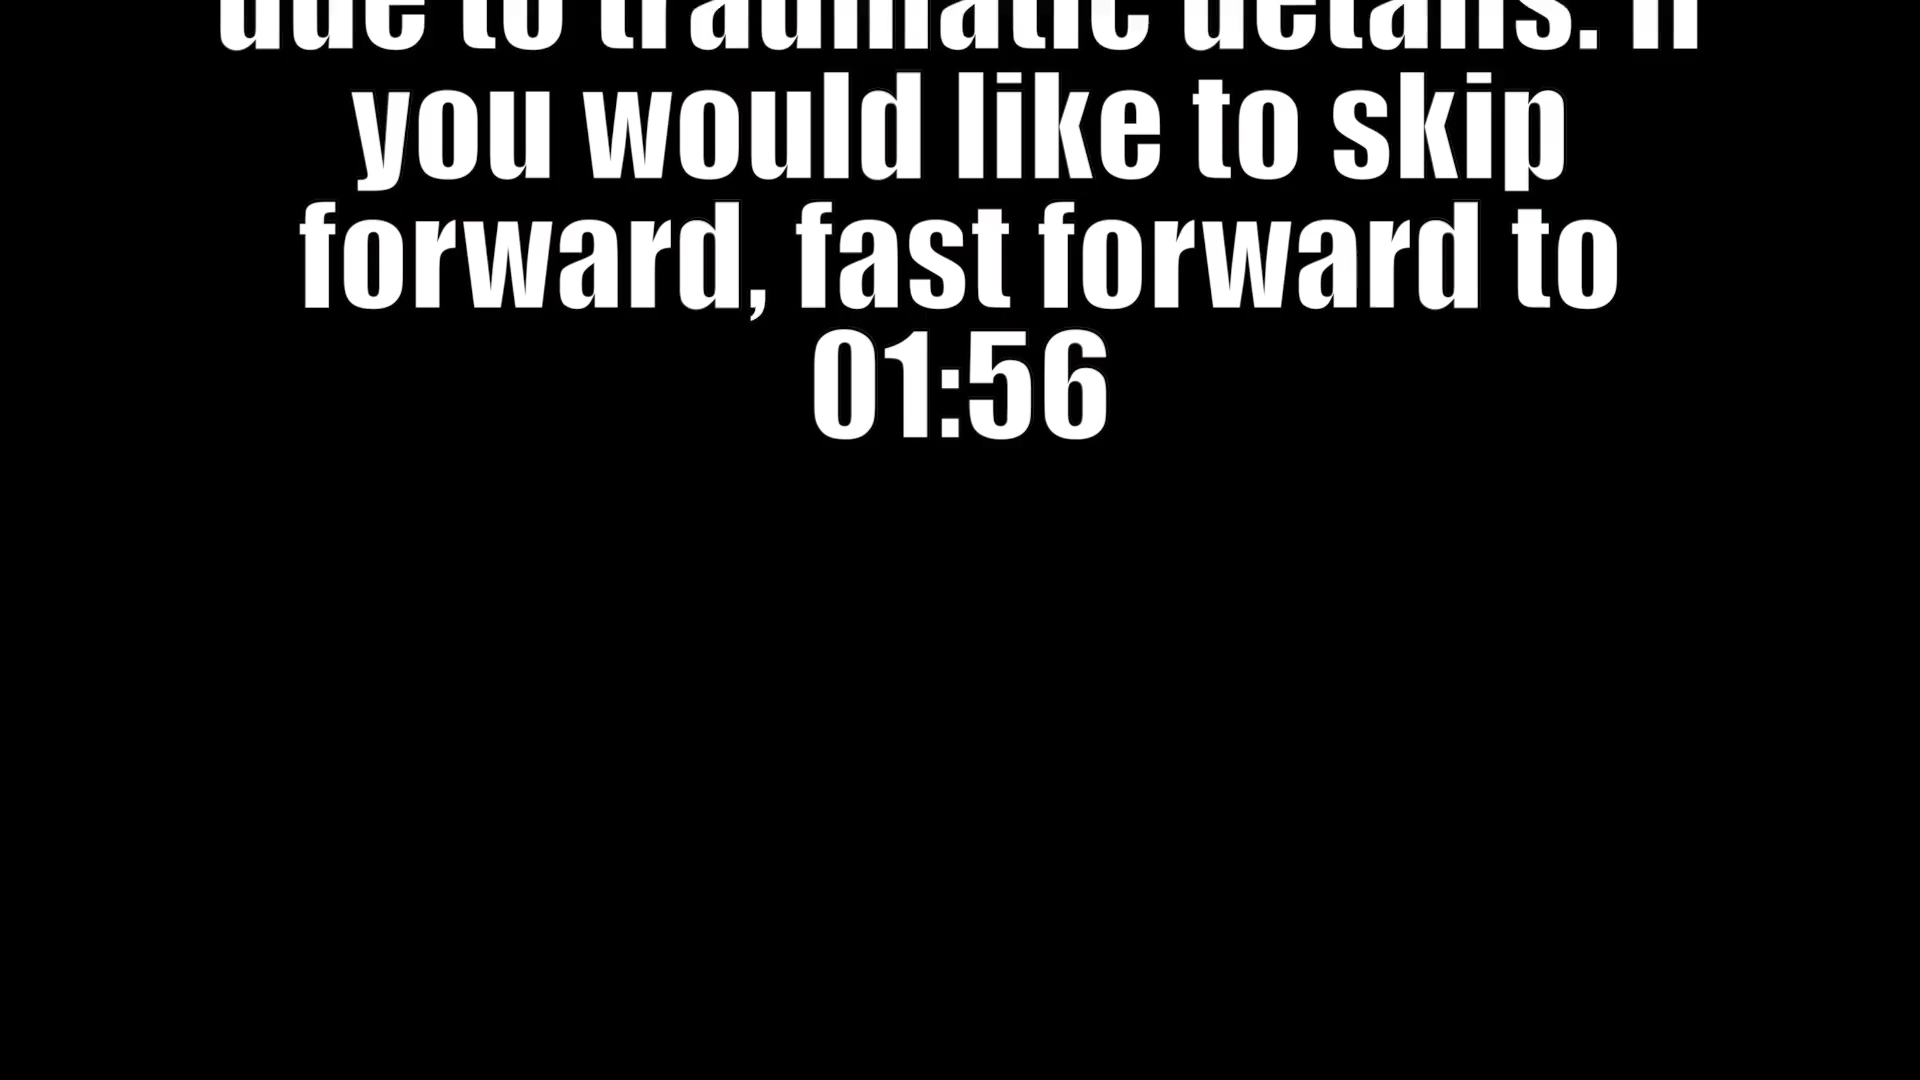 due to traumatic details. If
you would like to skip
forward, fast forward to
01:56